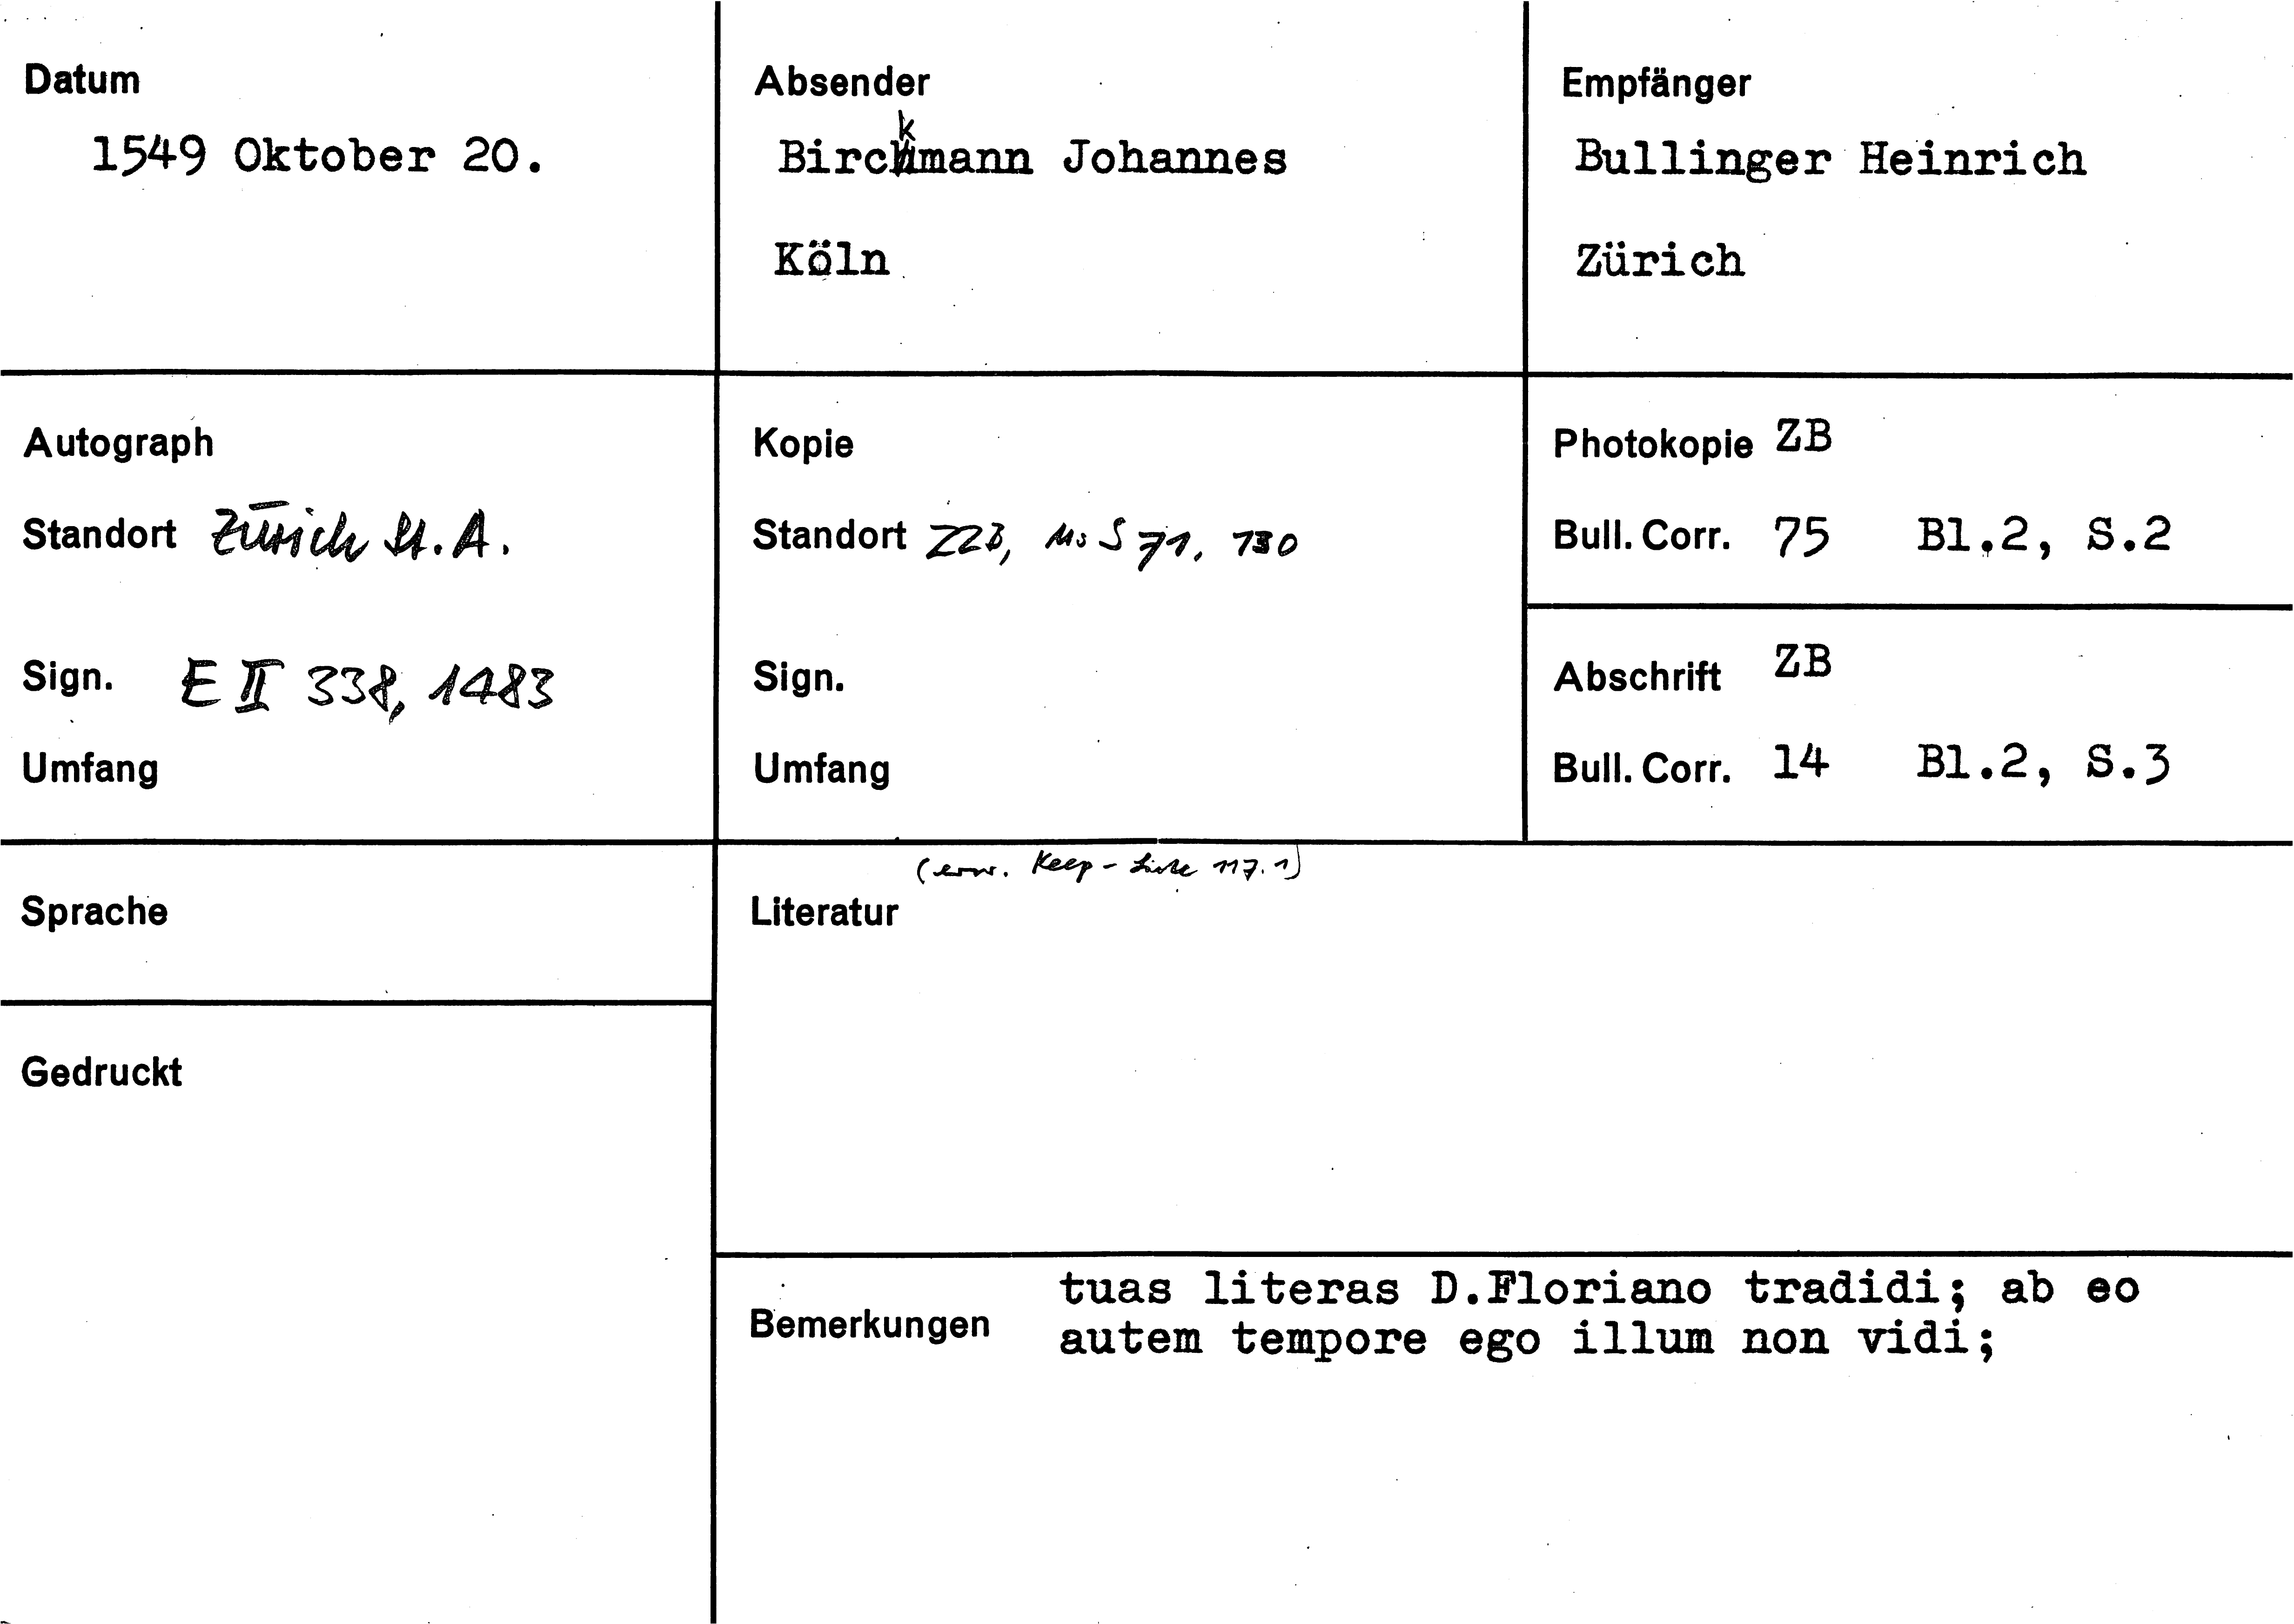 Datum
1549 Oktober 20.
Absender
Birckmann Johannes
Köln
Empfänger
Bullinger Heinrich
Zürich
Autograph
Standort Zürich St.A.
Sign. E II 338, 1483
Umfang
Kopie
Standort ZZB, Ms S 71, 130
Sign.
Umfang
Photokopie ZB
Bull. Corr. 75 Bl.2, S.2
Abschrift ZB
Bull. Corr. 14 Bl.2, S.3
Sprache
Gedruckt
(erw. Keep-Liste 117.1)
Literatur
Bemerkungen
tuas literas D.Floriano tradidi; ab eo
autem tempore ego illum non vidi;